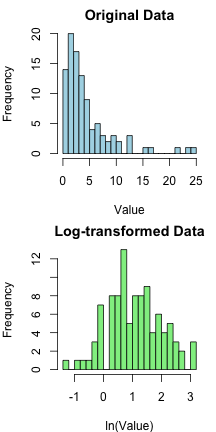 Original Data
20
15
10
5
0
Frequency
0 5 10 15 20 25
Value
Log-transformed Data
12
8
6
4
2
0
Frequency
-1 0 1 2 3
ln(Value)